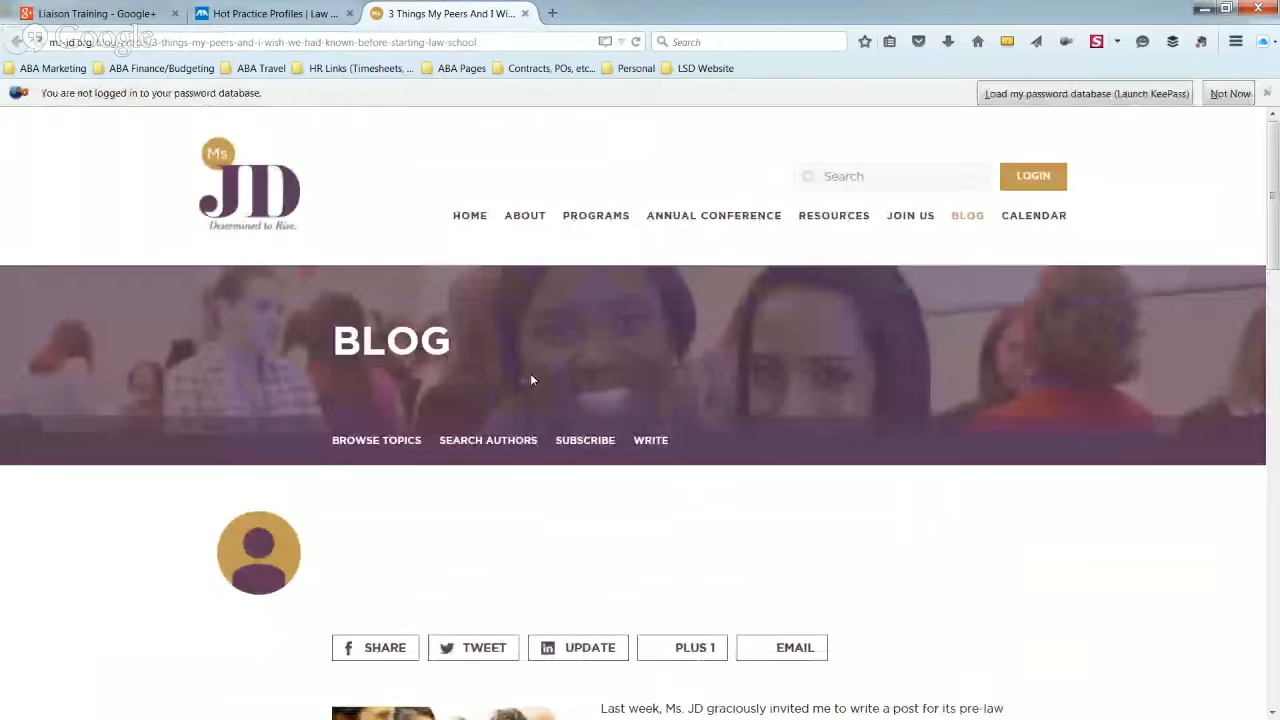 Liaison Training - Google+
Hot Practice Profiles | Law ...
3 Things My Peers And I Wi...
Google
3-things-my-peers-and-i-wish-we-had-known-before-starting-law-school
Search
ABA Marketing
ABA Finance/Budgeting
ABA Travel
HR Links (Timesheets, ...
ABA Pages
Contracts, POs, etc...
Personal
LSD Website
You are not logged in to your password database.
Load my password database (Launch KeePass)
Not Now
Ms
JD
Determined to Rise.
Search
LOGIN
HOME
ABOUT
PROGRAMS
ANNUAL CONFERENCE
RESOURCES
JOIN US
BLOG
CALENDAR
BLOG
BROWSE TOPICS
SEARCH AUTHORS
SUBSCRIBE
WRITE
SHARE
TWEET
UPDATE
PLUS 1
EMAIL
Last week, Ms. JD graciously invited me to write a post for its pre-law